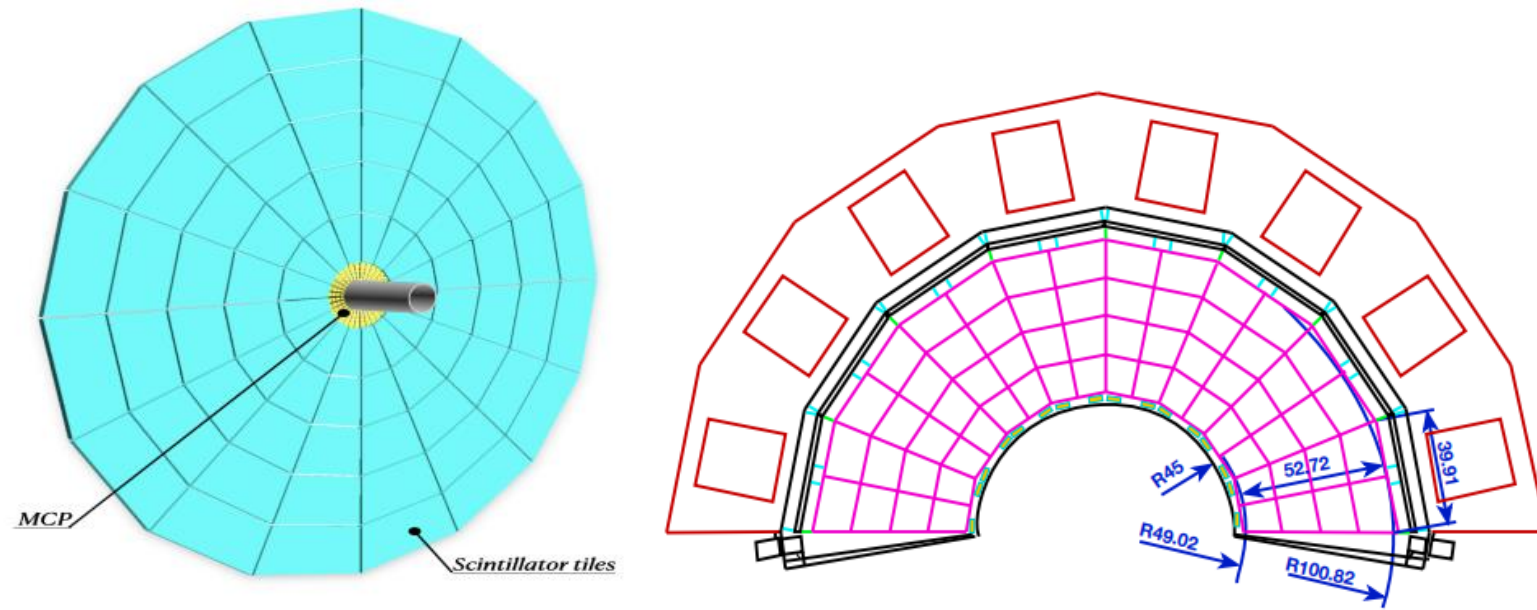 MCP
Scintillator tiles
R45
52.72
39.91
R49.02
R100.82